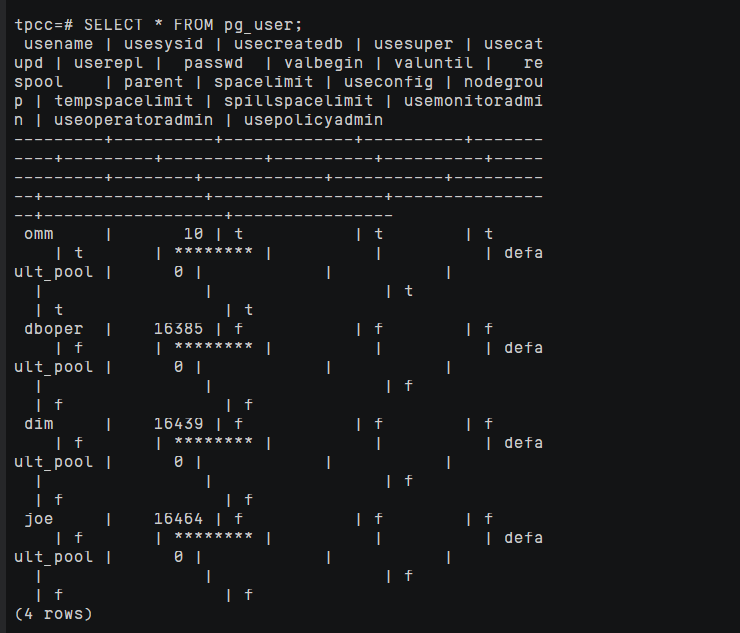 tpcc=# SELECT * FROM pg_user;
 usename | usesysid | usecreatedb | usesuper | usecat
upd | userepl |  passwd  | valbegin | valuntil |   re
spool    | parent | spacelimit | useconfig | nodegrou
p | tempspacelimit | spillspacelimit | usemonitoradmi
n | useoperatoradmin | usepolicyadmin
---------+----------+-------------+----------+-------
----+---------+----------+----------+----------+-----
---------+--------+------------+-----------+---------
--+----------------+-----------------+---------------
--+------------------+----------------
 omm     |       10 | t           | t        | t
    | t       | ******** |          |          | defa
ult_pool |      0 |            |           |
  |                |                 | t
  | t                | t
 dboper  |    16385 | f           | f        | f
    | f       | ******** |          |          | defa
ult_pool |      0 |            |           |
  |                |                 | f
  | f                | f
 dim     |    16439 | f           | f        | f
    | f       | ******** |          |          | defa
ult_pool |      0 |            |           |
  |                |                 | f
  | f                | f
 joe     |    16464 | f           | f        | f
    | f       | ******** |          |          | defa
ult_pool |      0 |            |           |
  |                |                 | f
  | f                | f
(4 rows)